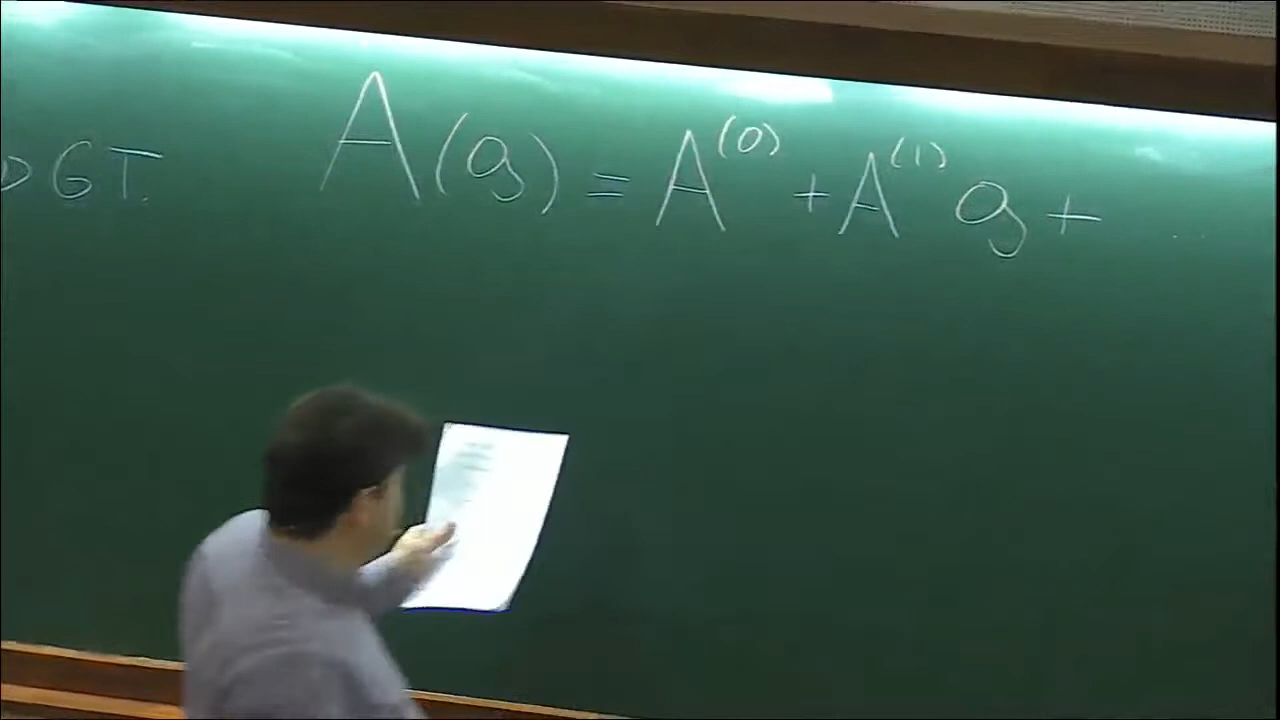 GT. A(g) = A^(0) + A^(1) g + ...